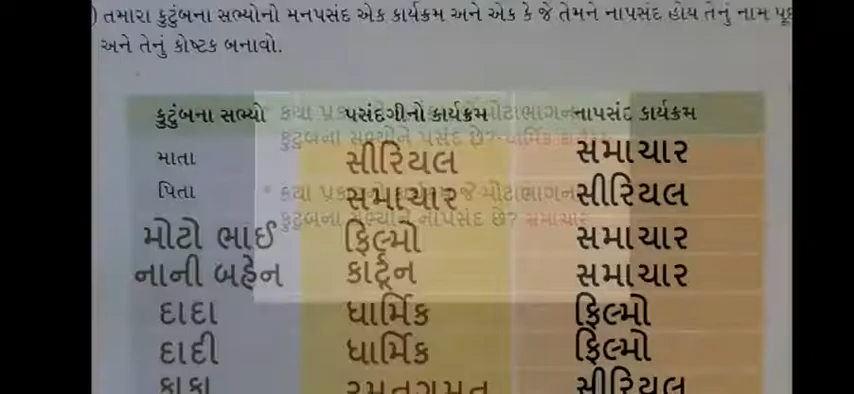 ) તમારા કુટુંબના સભ્યોનો મનપસંદ એક કાર્યક્રમ અને એક કે જે તેમને નાપસંદ હોય તેનું નામ
અને તેનું કોષ્ટક બનાવો.
કુટુંબના સભ્યો પસંદગીનો કાર્યક્રમ નાપસંદ કાર્યક્રમ
માતા સીરિયલ સમાચાર
પિતા સમાચાર સીરિયલ
મોટો ભાઈ ફિલ્મો સમાચાર
નાની બહેન કાર્ટૂન સમાચાર
દાદા ધાર્મિક ફિલ્મો
દાદી ધાર્મિક ફિલ્મો
કાકા રમતગમત સીરિયલ